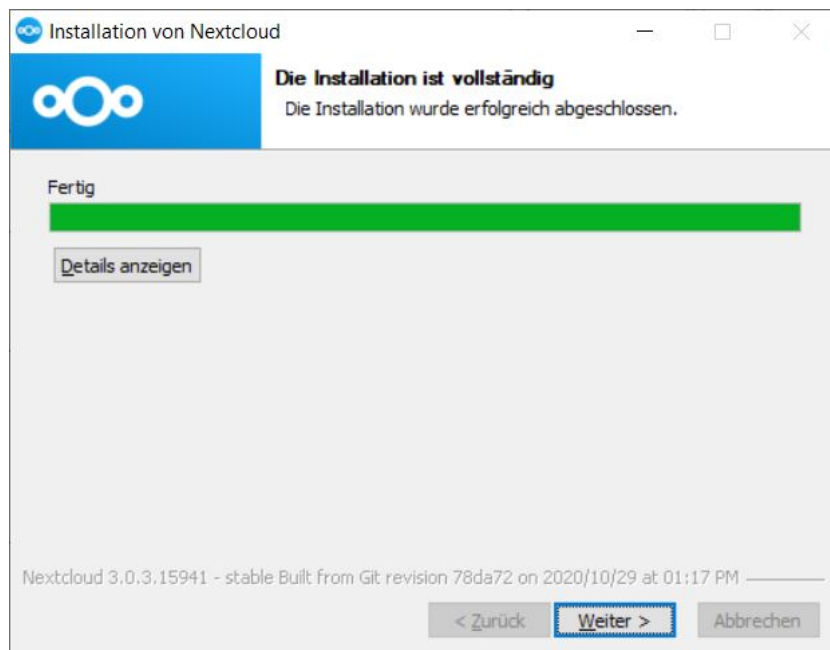 Installation von Nextcloud
Die Installation ist vollständig
Die Installation wurde erfolgreich abgeschlossen.
Fertig
Details anzeigen
Nextcloud 3.0.3.15941 - stable Built from Git revision 78da72 on 2020/10/29 at 01:17 PM
< Zurück Weiter > Abbrechen